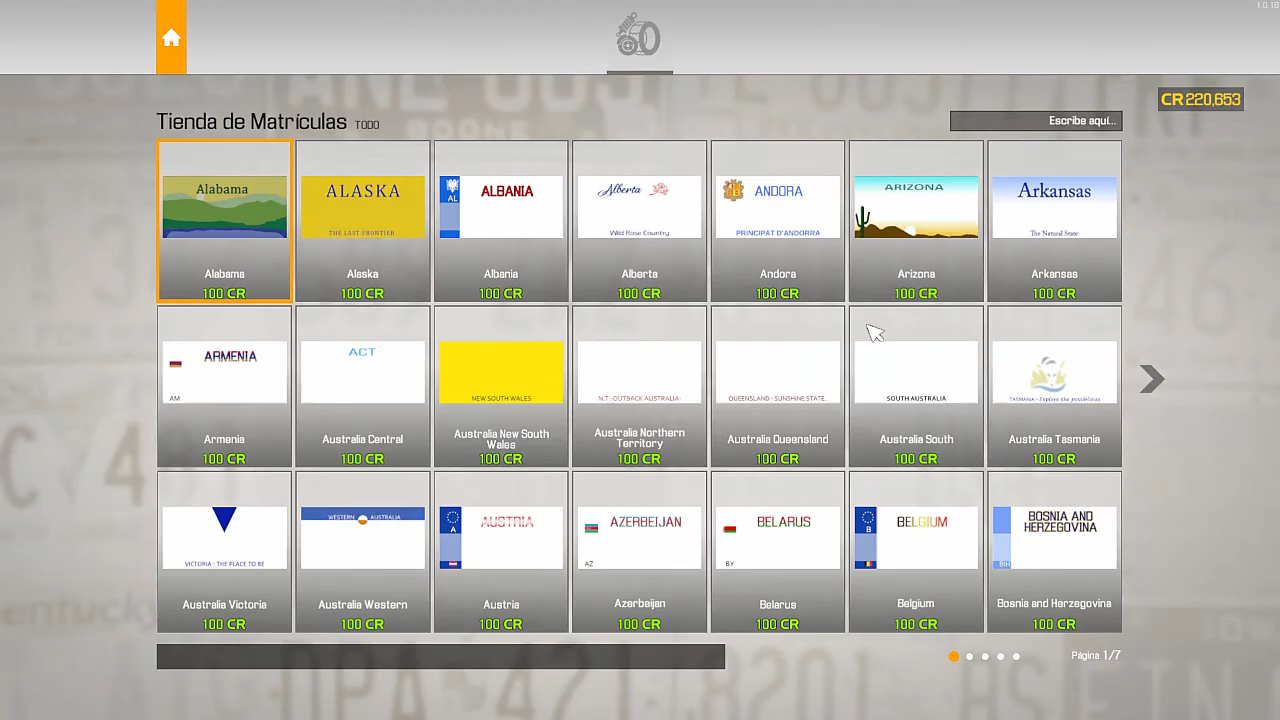 1.0.18
CR 220,653
Tienda de Matrículas TODO
Escribe aquí...
Alabama
ALASKA
THE LAST FRONTIER
AL
ALBANIA
Alberta
Wild Rose Country
ANDORA
PRINCIPAT D'ANDORRA
ARIZONA
Arkansas
The Natural State
Alabama
Alaska
Albania
Alberta
Andora
Arizona
Arkansas
100 CR
100 CR
100 CR
100 CR
100 CR
100 CR
100 CR
ARMENIA
AM
ACT
NEW SOUTH WALES
N.T. -OUTBACK AUSTRALIA-
QUEENSLAND - SUNSHINE STATE.
SOUTH AUSTRALIA
TASMANIA - Explore the possibilities
Armenia
Australia Central
Australia New South
Wales
Australia Northern
Territory
Australia Queensland
Australia South
Australia Tasmania
100 CR
100 CR
100 CR
100 CR
100 CR
100 CR
100 CR
VICTORIA - THE PLACE TO BE
WESTERN AUSTRALIA
A
AUSTRIA
AZERBEIJAN
AZ
BELARUS
BY
B
BELGIUM
BOSNIA AND
HERZEGOVINA
BIH
Australia Victoria
Australia Western
Austria
Azerbeijan
Belarus
Belgium
Bosnia and Herzegovina
100 CR
100 CR
100 CR
100 CR
100 CR
100 CR
100 CR
Página 1/7